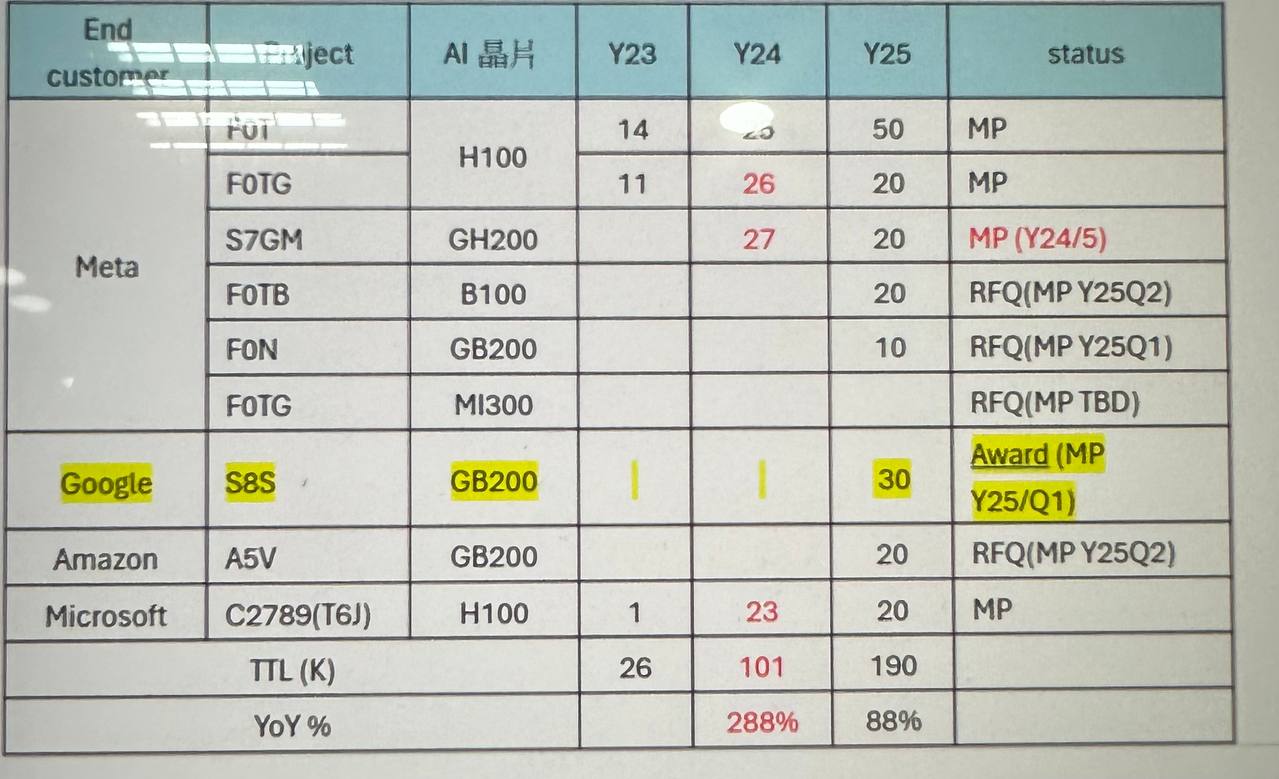 End customer Project AI 晶片 Y23 Y24 Y25 status
Meta
F0T H100 14 25 50 MP
F0TG 11 26 20 MP
S7GM GH200 27 20 MP (Y24/5)
F0TB B100 20 RFQ(MP Y25Q2)
F0N GB200 10 RFQ(MP Y25Q1)
F0TG MI300 RFQ(MP TBD)
Google S8S GB200 30 Award (MP Y25/Q1)
Amazon A5V GB200 20 RFQ(MP Y25Q2)
Microsoft C2789(T6J) H100 1 23 20 MP
TTL (K) 26 101 190
YoY % 288% 88%